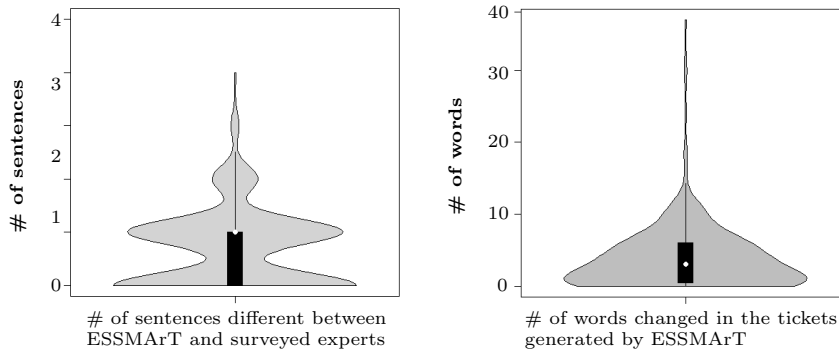 4
3
2
1
0
# of sentences
# of sentences different between
ESSMArT and surveyed experts
40
30
20
10
0
# of words
# of words changed in the tickets
generated by ESSMArT